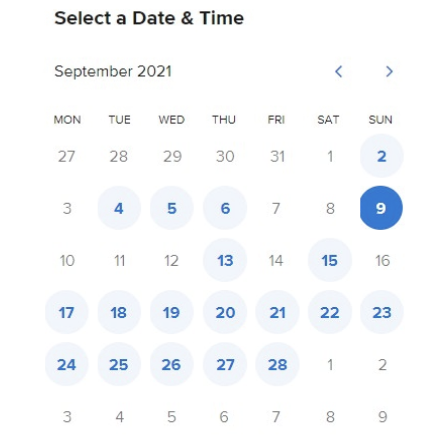 Select a Date & Time
September 2021
MON TUE WED THU FRI SAT SUN
27 28 29 30 31 1 2
3 4 5 6 7 8 9
10 11 12 13 14 15 16
17 18 19 20 21 22 23
24 25 26 27 28 1 2
3 4 5 6 7 8 9